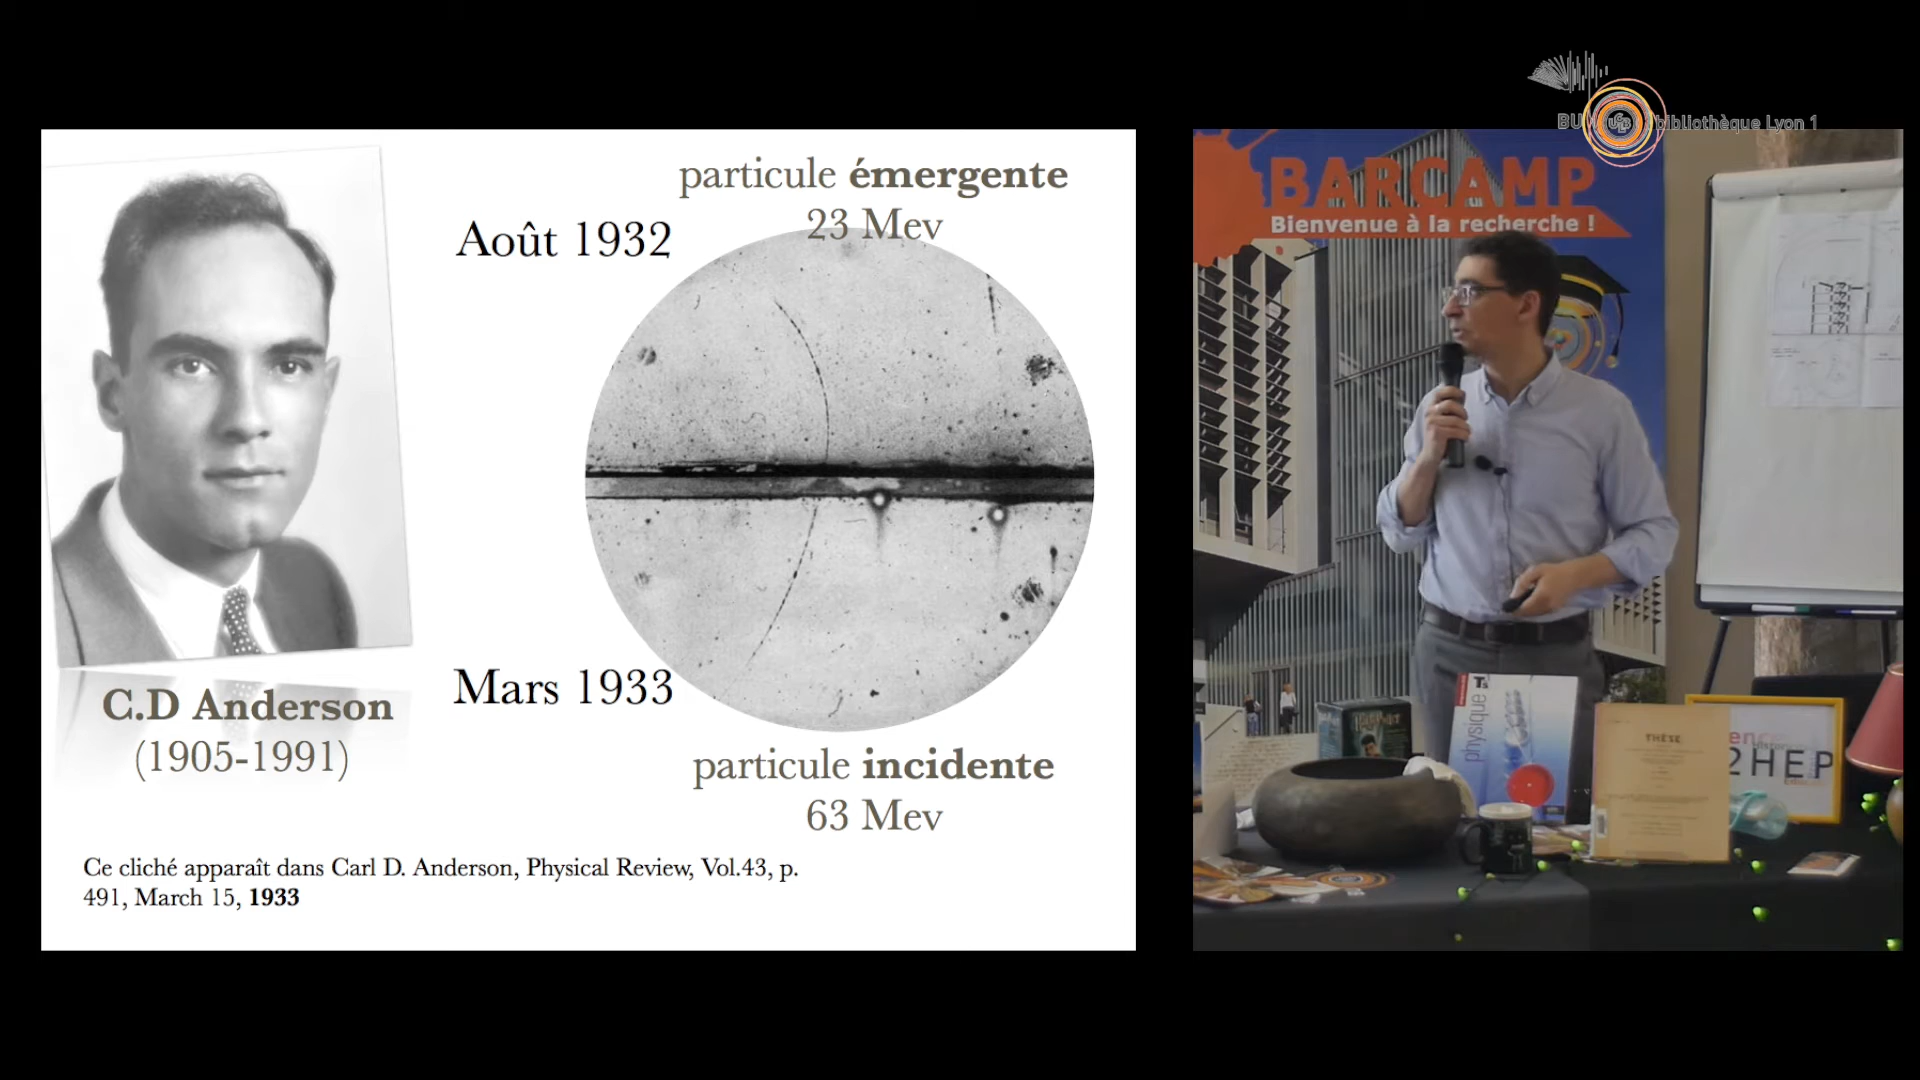 BU bibliothèque Lyon 1
particule émergente
23 Mev
Août 1932
Mars 1933
C.D Anderson
(1905-1991)
particule incidente
63 Mev
Ce cliché apparaît dans Carl D. Anderson, Physical Review, Vol.43, p.
491, March 15, 1933
BARCAMP
Bienvenue à la recherche !
physique
TS
THÈSE
2HEP